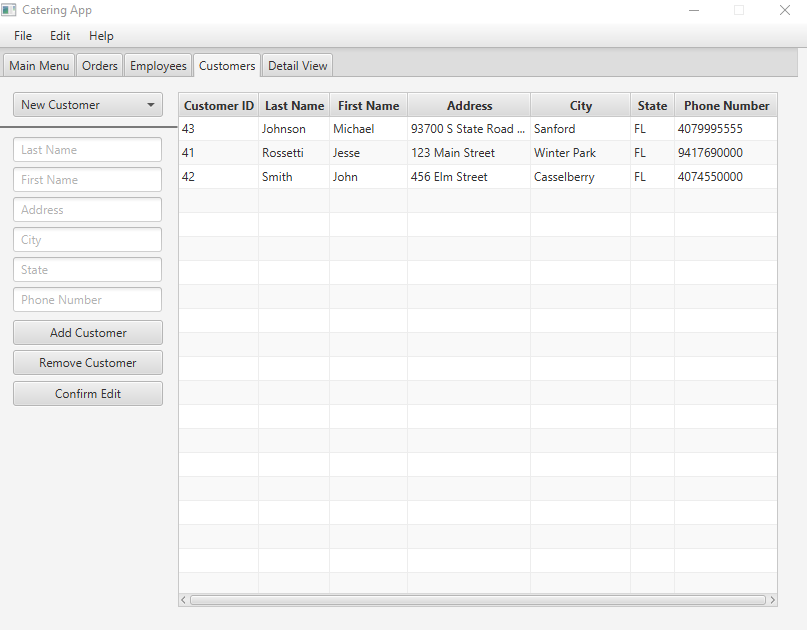 Catering App
File Edit Help
Main Menu Orders Employees Customers Detail View
New Customer
Last Name
First Name
Address
City
State
Phone Number
Add Customer
Remove Customer
Confirm Edit
Customer ID Last Name First Name Address City State Phone Number
43 Johnson Michael 93700 S State Road ... Sanford FL 4079995555
41 Rossetti Jesse 123 Main Street Winter Park FL 9417690000
42 Smith John 456 Elm Street Casselberry FL 4074550000